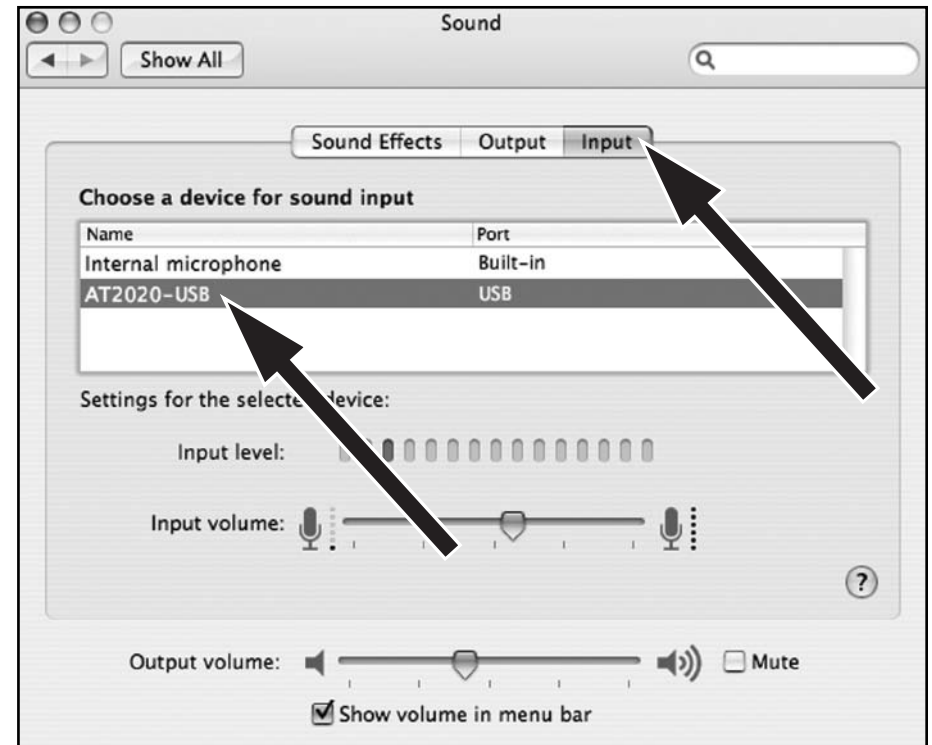 Sound
Show All
Sound Effects Output Input
Choose a device for sound input
Name Port
Internal microphone Built-in
AT2020-USB USB
Settings for the selected device:
Input level:
Input volume:
?
Output volume: Mute
Show volume in menu bar